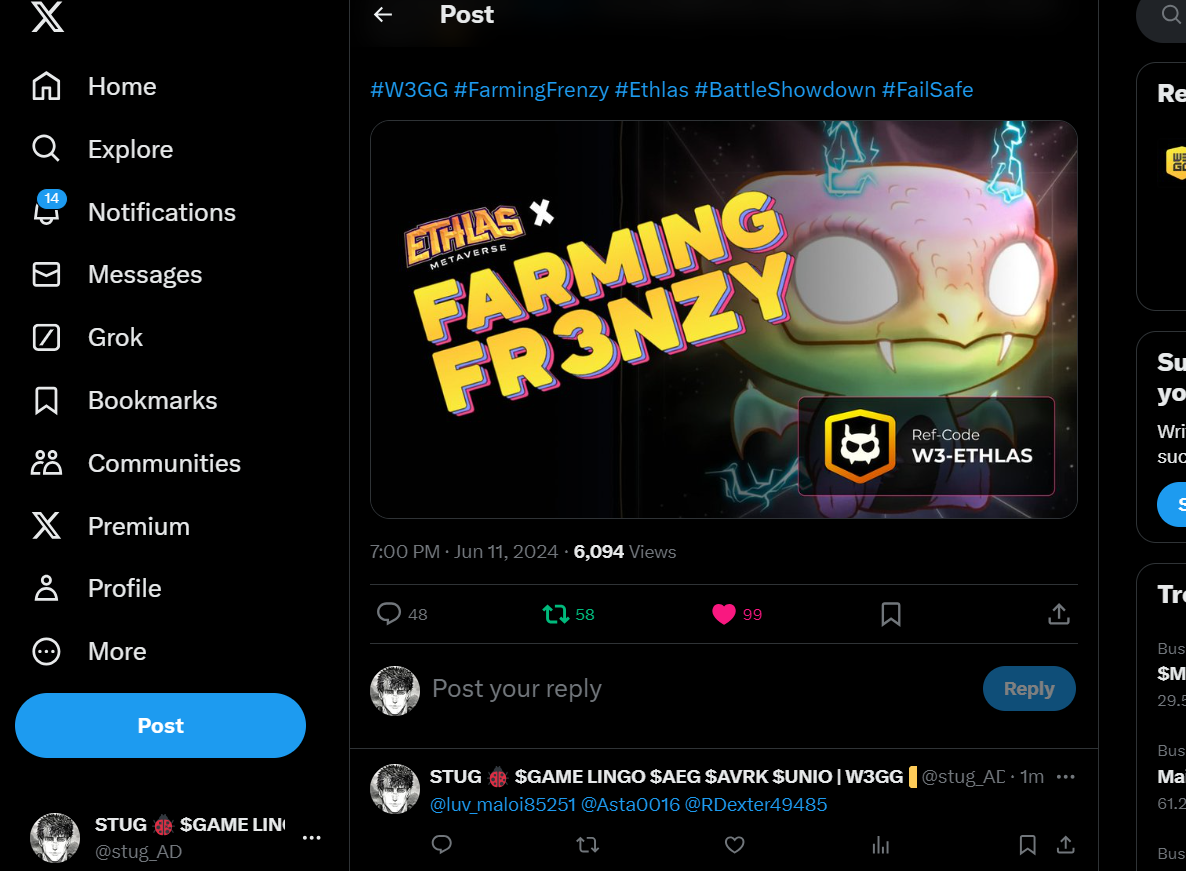 Post
Home
Explore
14
Notifications
Messages
Grok
Bookmarks
Communities
Premium
Profile
More
Post
STUG 🐞 $GAME LIN
@stug_AD
#W3GG #FarmingFrenzy #Ethlas #BattleShowdown #FailSafe
ETHLAS X
METAVERSE
FARMING
FR3NZY
Ref-Code
W3-ETHLAS
7:00 PM · Jun 11, 2024 · 6,094 Views
48 58 99
Post your reply
Reply
STUG 🐞 $GAME LINGO $AEG $AVRK $UNIO | W3GG @stug_AD · 1m
@luv_maloi85251 @Asta0016 @RDexter49485
Re
Su
yo
Wri
suc
S
Tre
Bus
$M
29.5
Bus
Mai
61.2
Bus